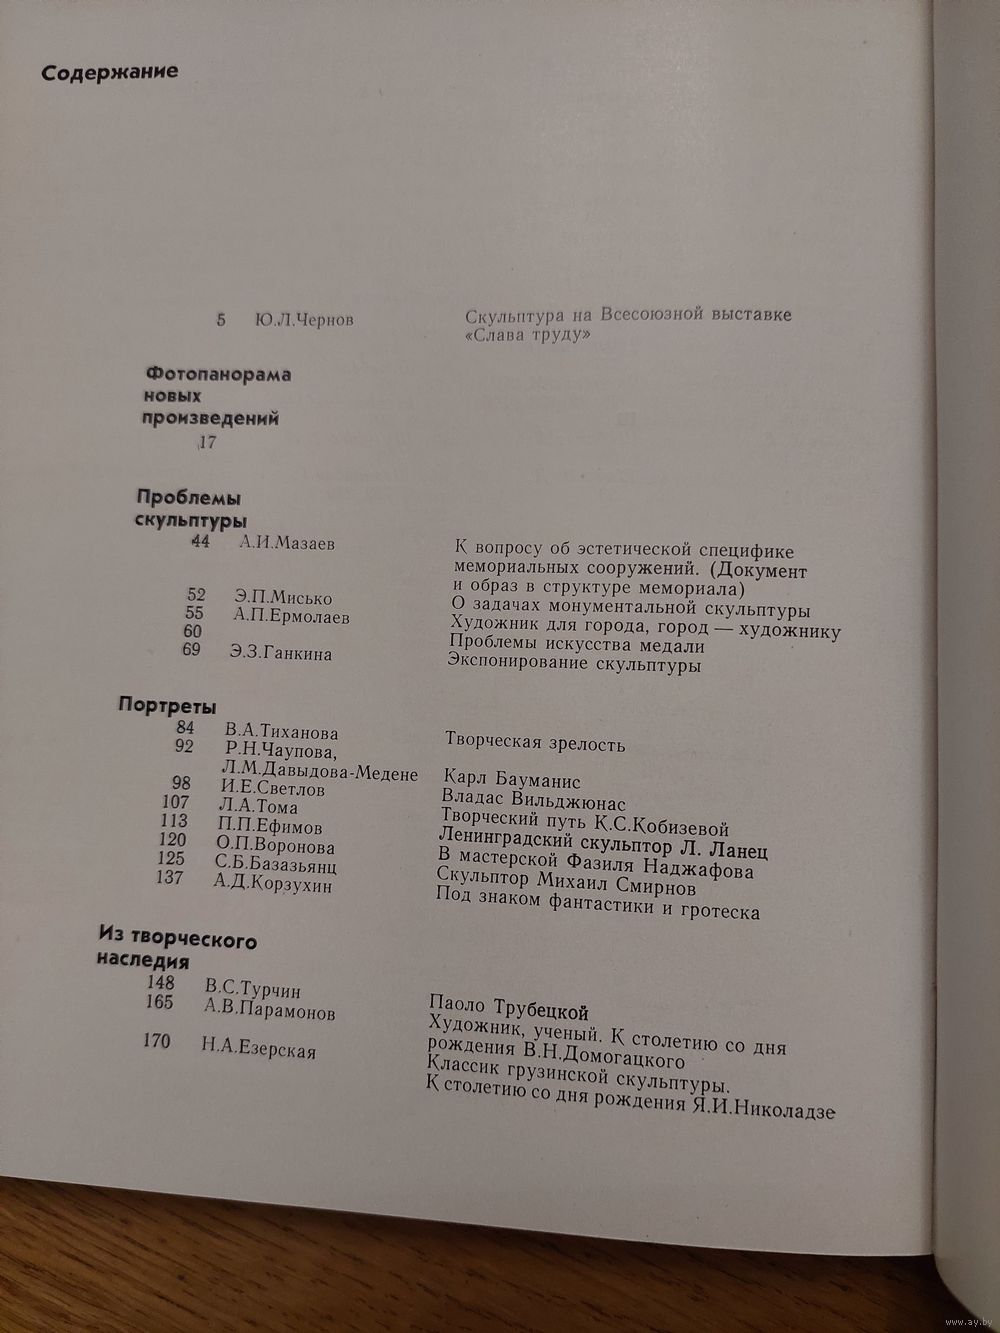 Содержание
5 Ю.Л.Чернов Скульптура на Всесоюзной выставке
«Слава труду»
Фотопанорама
новых
произведений
17
Проблемы
скульптуры
44 А.И.Мазаев К вопросу об эстетической специфике
мемориальных сооружений. (Документ
и образ в структуре мемориала)
52 Э.П.Мисько О задачах монументальной скульптуры
55 А.П.Ермолаев Художник для города, город — художнику
60 Проблемы искусства медали
69 Э.З.Ганкина Экспонирование скульптуры
Портреты
84 В.А.Тиханова Творческая зрелость
92 Р.Н.Чаупова,
Л.М.Давыдова-Медене Карл Бауманис
98 И.Е.Светлов Владас Вильджюнас
107 Л.А.Тома Творческий путь К.С.Кобизевой
113 П.П.Ефимов Ленинградский скульптор Л. Ланец
120 О.П.Воронова В мастерской Фазиля Наджафова
125 С.Б.Базазьянц Скульптор Михаил Смирнов
137 А.Д.Корзухин Под знаком фантастики и гротеска
Из творческого
наследия
148 В.С.Турчин Паоло Трубецкой
165 А.В.Парамонов Художник, ученый. К столетию со дня
рождения В.Н.Домогацкого
170 Н.А.Езерская Классик грузинской скульптуры.
К столетию со дня рождения Я.И.Николадзе
www.ay.by